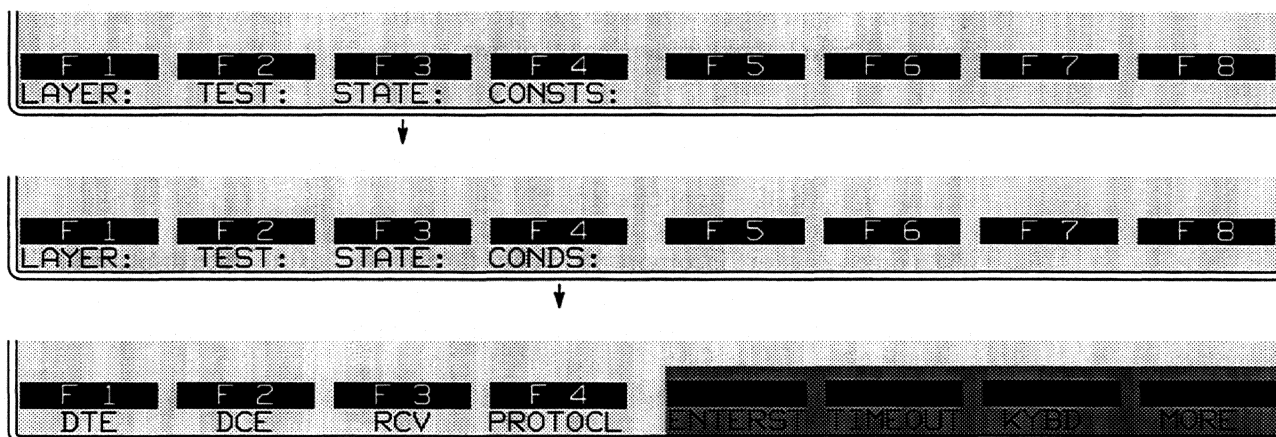 F 1 F 2 F 3 F 4 F 5 F 6 F 7 F 8
LAYER: TEST: STATE: CONSTS:
F 1 F 2 F 3 F 4 F 5 F 6 F 7 F 8
LAYER: TEST: STATE: CONDS:
F 1 F 2 F 3 F 4
DTE DCE RCV PROTOCL ENTERST TIMEOUT KYBD MORE